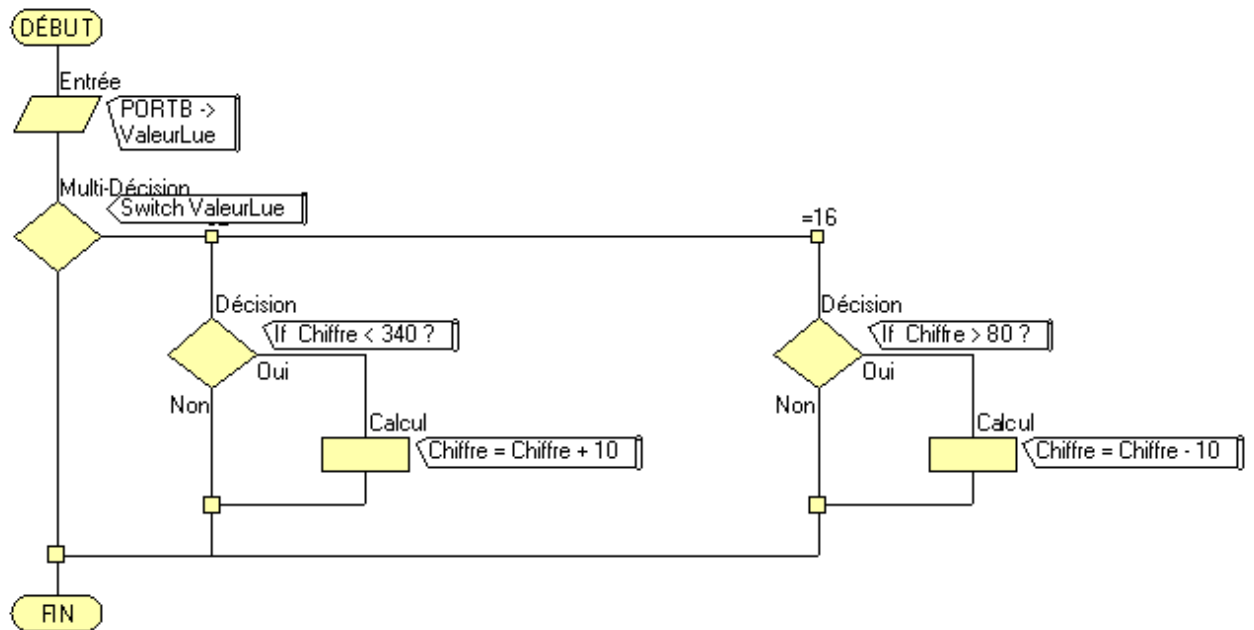 DÉBUT
Entrée
PORTB ->
ValeurLue
Multi-Décision
Switch ValeurLue
=16
Décision
If Chiffre < 340 ?
Oui
Non
Calcul
Chiffre = Chiffre + 10
Décision
If Chiffre > 80 ?
Oui
Non
Calcul
Chiffre = Chiffre - 10
FIN